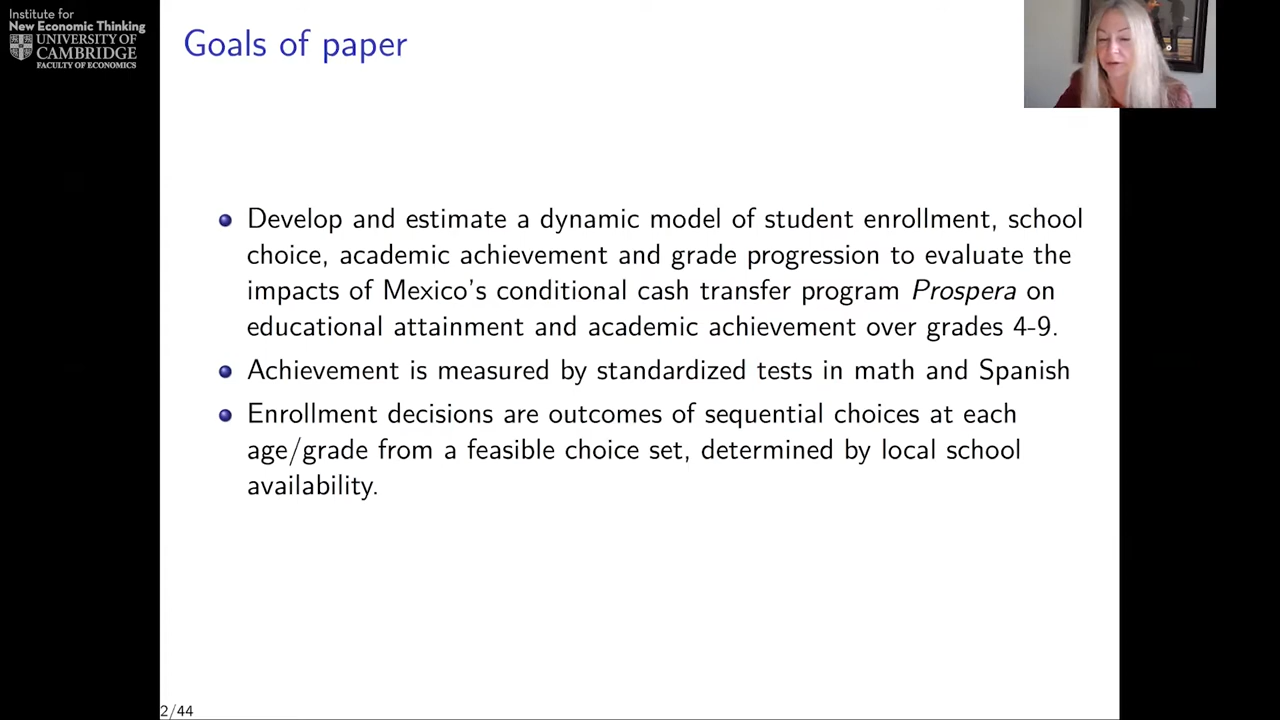 Institute for
New Economic Thinking
UNIVERSITY OF
CAMBRIDGE
FACULTY OF ECONOMICS
Goals of paper
Develop and estimate a dynamic model of student enrollment, school
choice, academic achievement and grade progression to evaluate the
impacts of Mexico's conditional cash transfer program Prospera on
educational attainment and academic achievement over grades 4-9.
Achievement is measured by standardized tests in math and Spanish
Enrollment decisions are outcomes of sequential choices at each
age/grade from a feasible choice set, determined by local school
availability.
2/44